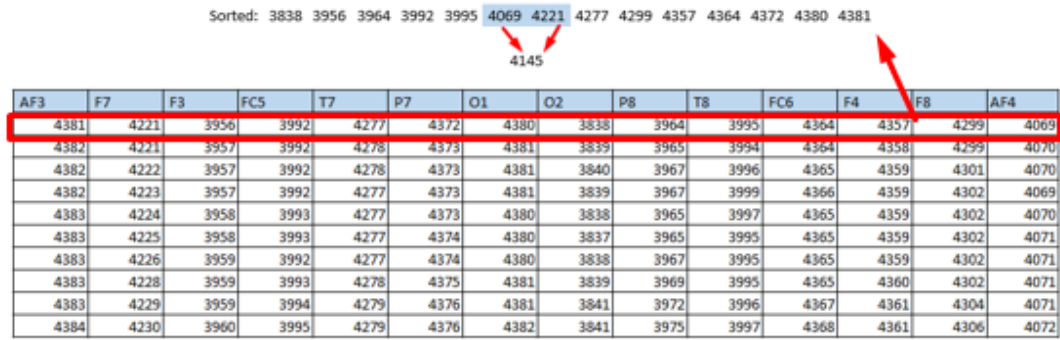 Sorted: 3838 3956 3964 3992 3995 4069 4221 4277 4299 4357 4364 4372 4380 4381
4145
AF3 F7 F3 FC5 T7 P7 O1 O2 P8 T8 FC6 F4 F8 AF4
4381 4221 3956 3992 4277 4372 4380 3838 3964 3995 4364 4357 4299 4069
4382 4221 3957 3992 4278 4373 4381 3839 3965 3994 4364 4358 4299 4070
4382 4222 3957 3992 4278 4373 4381 3840 3967 3996 4365 4359 4301 4070
4382 4223 3957 3992 4277 4373 4381 3839 3967 3999 4366 4359 4302 4069
4383 4224 3958 3993 4277 4373 4380 3838 3965 3997 4365 4359 4302 4070
4383 4225 3958 3993 4277 4374 4380 3837 3965 3995 4365 4359 4302 4071
4383 4226 3959 3992 4277 4374 4380 3838 3967 3995 4365 4359 4302 4071
4383 4228 3959 3993 4278 4375 4381 3839 3969 3995 4365 4360 4302 4071
4383 4229 3959 3994 4279 4376 4381 3841 3972 3996 4367 4361 4304 4071
4384 4230 3960 3995 4279 4376 4382 3841 3975 3997 4368 4361 4306 4072